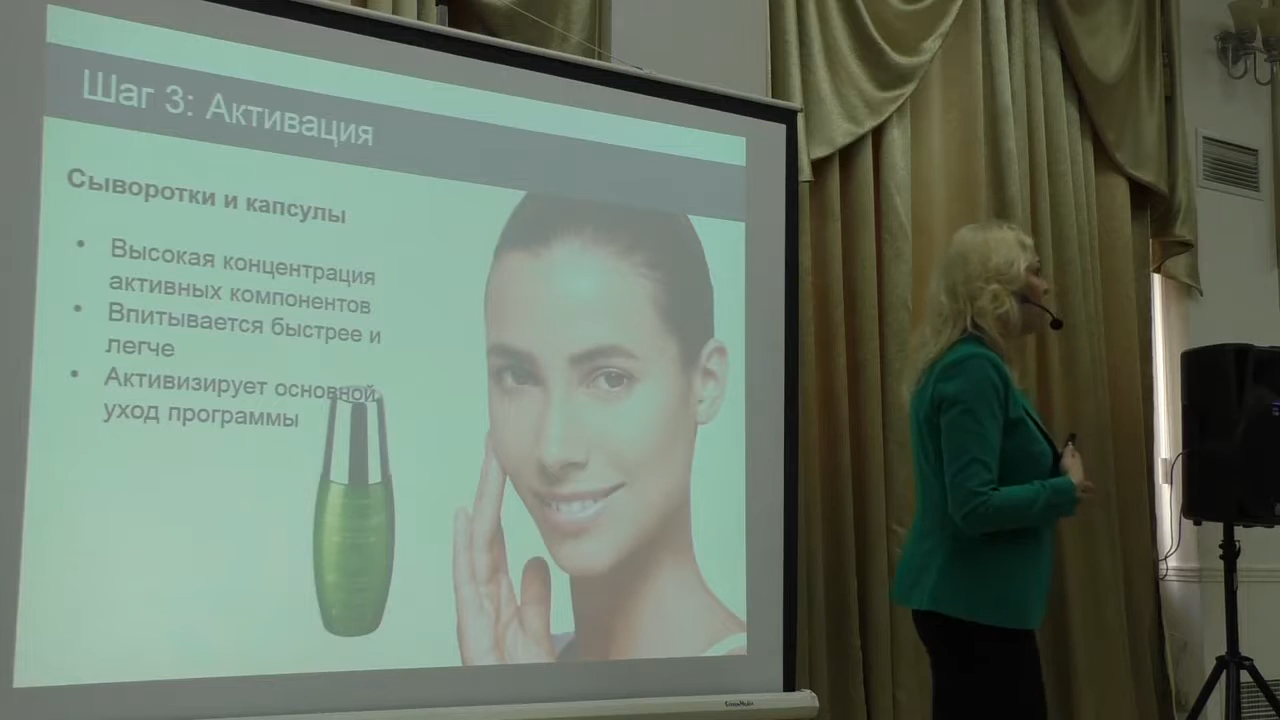 Шаг 3: Активация
Сыворотки и капсулы
• Высокая концентрация
активных компонентов
• Впитывается быстрее и
легче
• Активизирует основной
уход программы